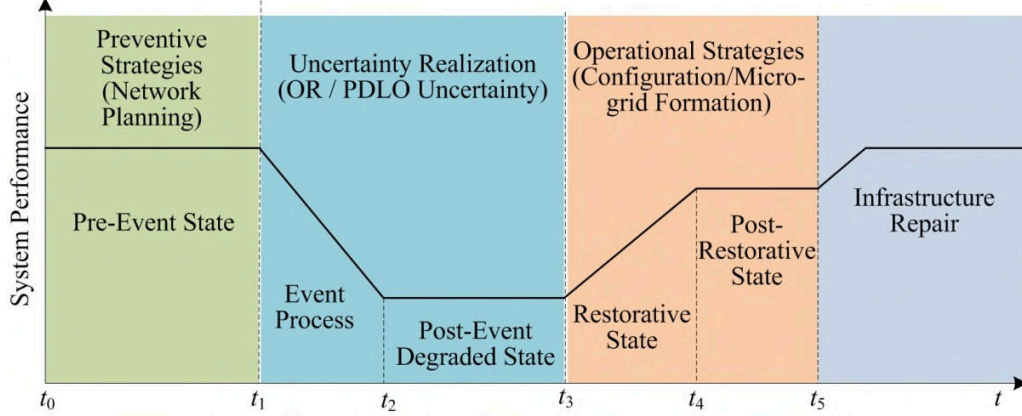 Preventive
Strategies
(Network
Planning)
Uncertainty Realization
(OR / PDLO Uncertainty)
Operational Strategies
(Configuration/Micro-
grid Formation)
System Performance
Pre-Event State
Event
Process
Post-Event
Degraded State
Restorative
State
Post-
Restorative
State
Infrastructure
Repair
t0 t1 t2 t3 t4 t5 t